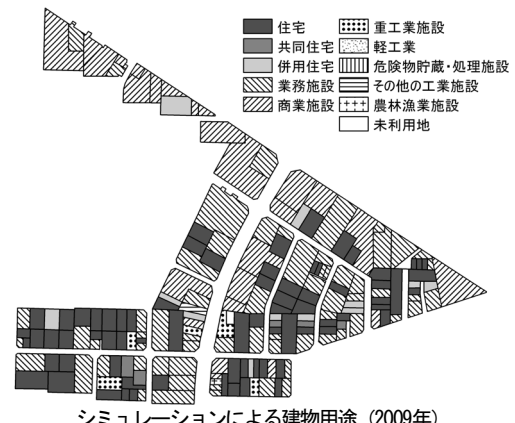 住宅
共同住宅
併用住宅
業務施設
商業施設
重工業施設
軽工業
危険物貯蔵・処理施設
その他の工業施設
農林漁業施設
未利用地
シミュレーションによる建物用途（2009年）